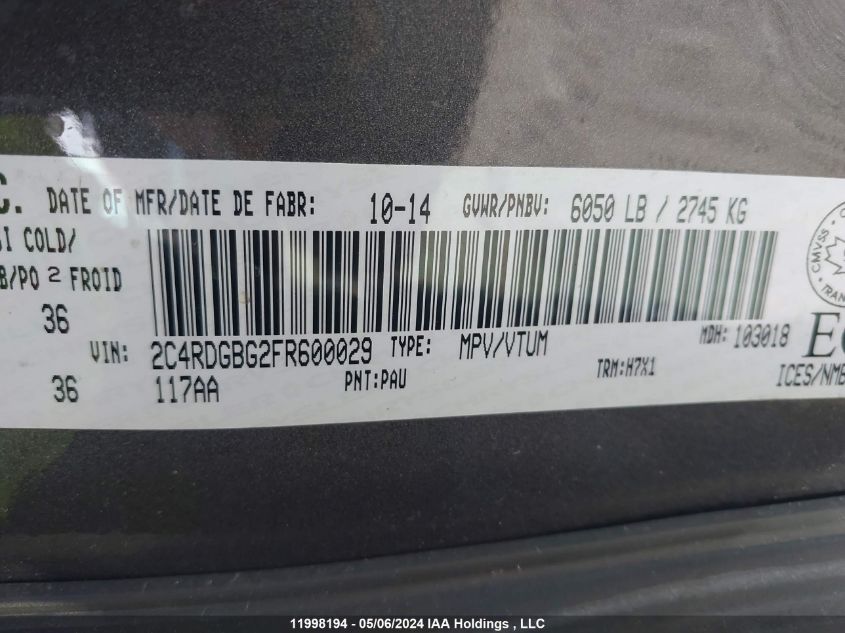 C. DATE OF MFR/DATE DE FABR: 10-14 GVWR/PNBV: 6050 LB / 2745 KG
SI COLD/
B/PO 2 FROID
36
VIN: 2C4RDGBG2FR600029 TYPE: MPV/VTUM MDH: 103018
36 117AA PNT:PAU TRM:H7X1 ICES/NMB
CMVSS
TRAN
11998194 - 05/06/2024 IAA Holdings , LLC